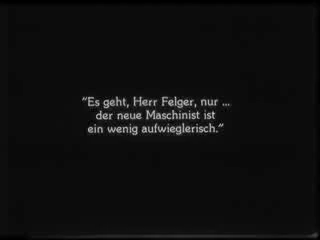 "Es geht, Herr Felger, nur ...
der neue Maschinist ist
ein wenig aufwieglerisch."